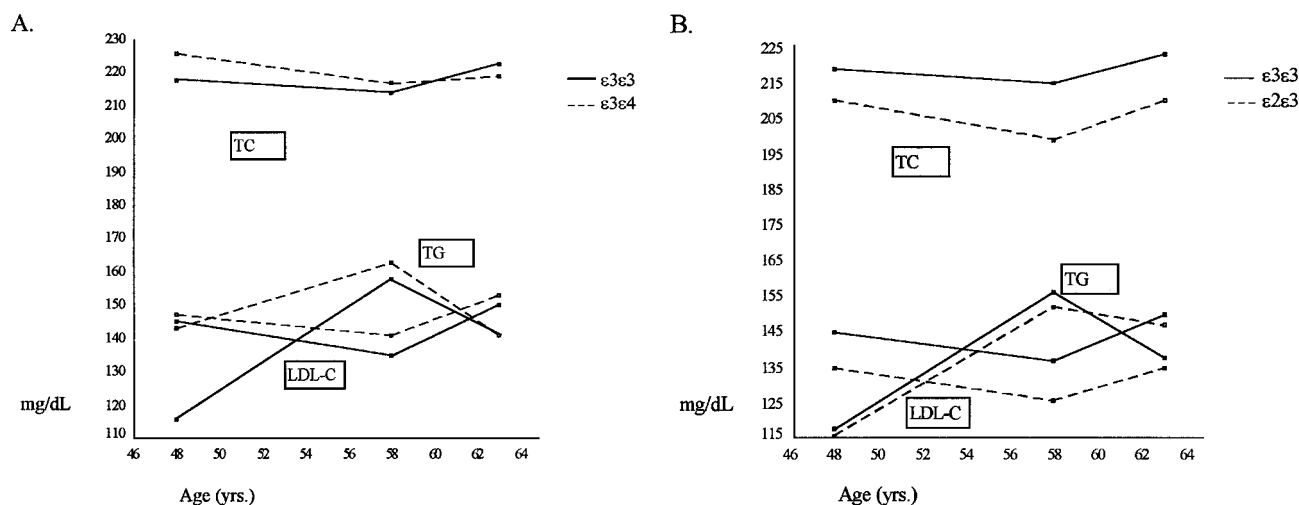 A.
230
220
210
200
190
180
170
160
150
140
130
120
110
mg/dL
46 48 50 52 54 56 58 60 62 64
Age (yrs.)
TC
TG
LDL-C
ε3ε3
ε3ε4
B.
225
215
205
195
185
175
165
155
145
135
125
115
mg/dL
46 48 50 52 54 56 58 60 62 64
Age (yrs.)
TC
TG
LDL-C
ε3ε3
ε2ε3